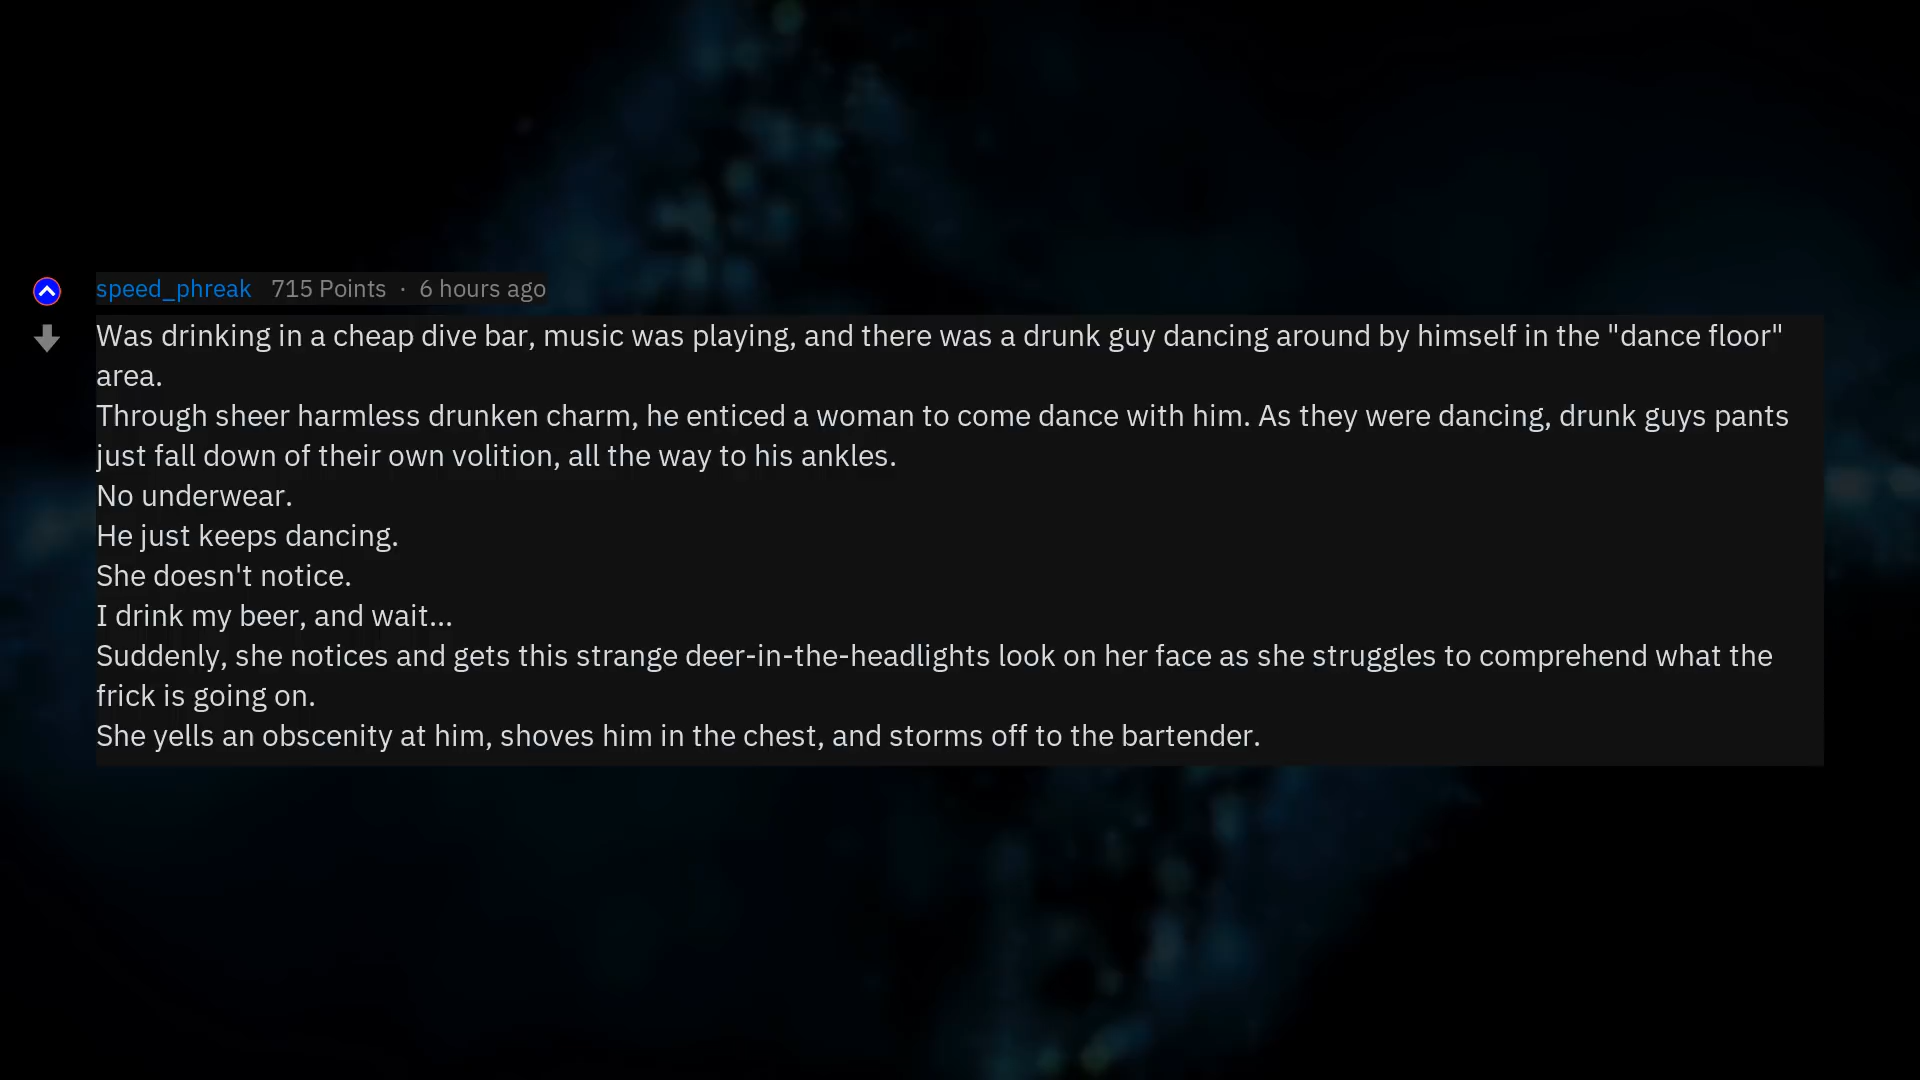 speed_phreak 715 Points · 6 hours ago
Was drinking in a cheap dive bar, music was playing, and there was a drunk guy dancing around by himself in the "dance floor"
area.
Through sheer harmless drunken charm, he enticed a woman to come dance with him. As they were dancing, drunk guys pants
just fall down of their own volition, all the way to his ankles.
No underwear.
He just keeps dancing.
She doesn't notice.
I drink my beer, and wait...
Suddenly, she notices and gets this strange deer-in-the-headlights look on her face as she struggles to comprehend what the
frick is going on.
She yells an obscenity at him, shoves him in the chest, and storms off to the bartender.